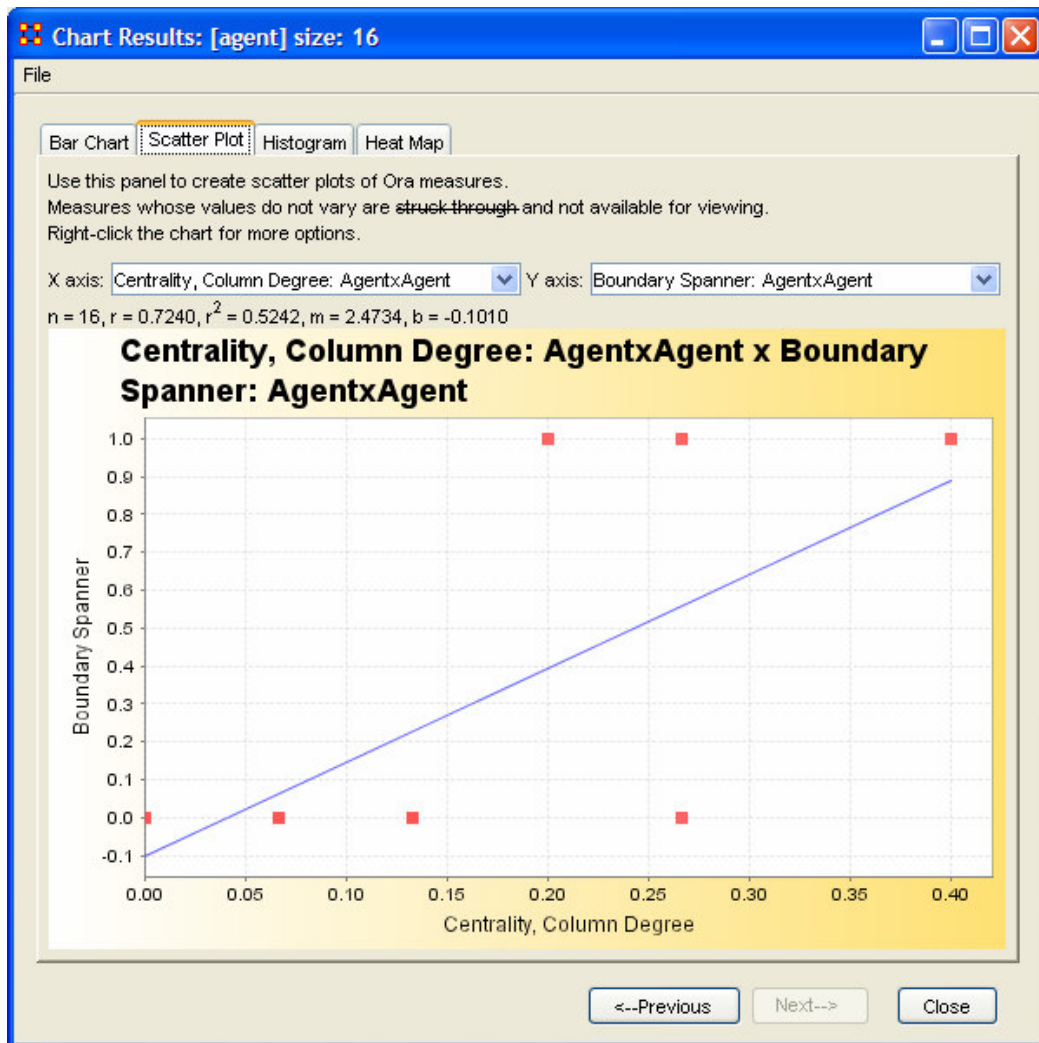 Chart Results: [agent] size: 16
File
Bar Chart Scatter Plot Histogram Heat Map
Use this panel to create scatter plots of Ora measures.
Measures whose values do not vary are struck through and not available for viewing.
Right-click the chart for more options.
X axis: Centrality, Column Degree: AgentxAgent Y axis: Boundary Spanner: AgentxAgent
n = 16, r = 0.7240, r² = 0.5242, m = 2.4734, b = -0.1010
Centrality, Column Degree: AgentxAgent x Boundary
Spanner: AgentxAgent
Boundary Spanner
1.0
0.9
0.8
0.7
0.6
0.5
0.4
0.3
0.2
0.1
0.0
-0.1
0.00 0.05 0.10 0.15 0.20 0.25 0.30 0.35 0.40
Centrality, Column Degree
<--Previous Next--> Close